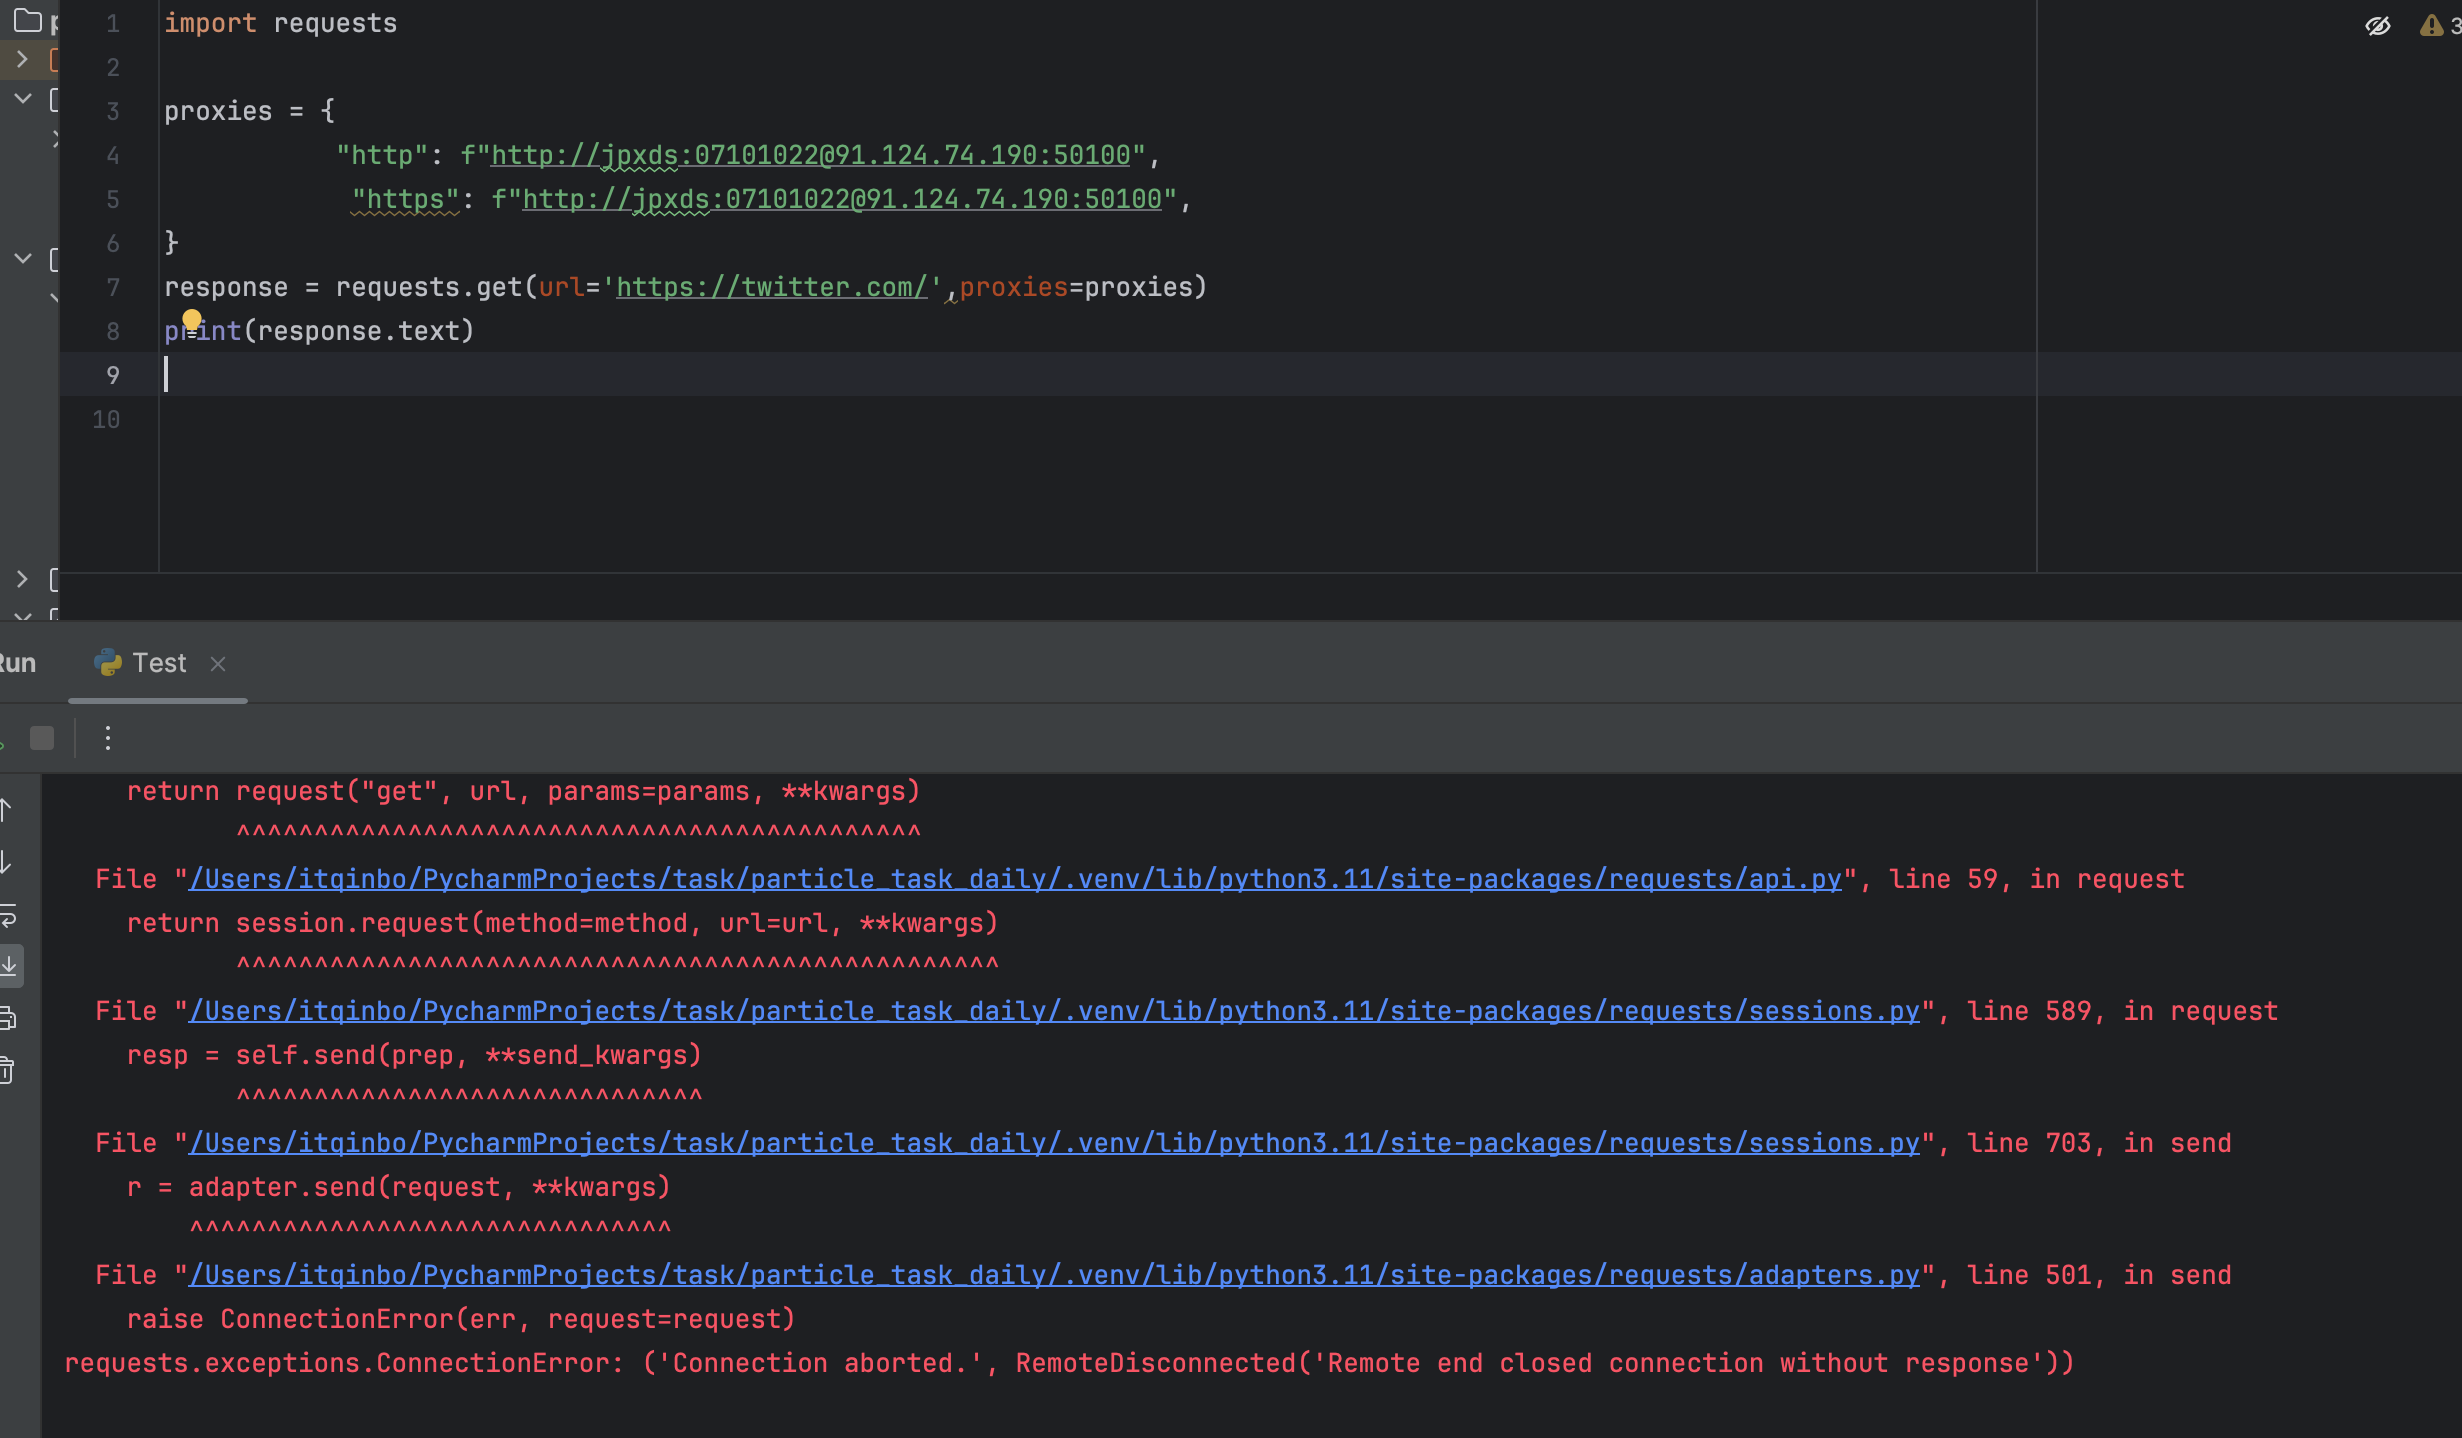 1 import requests
2
3 proxies = {
4 "http": f"http://jpxds:07101022@91.124.74.190:50100",
5 "https": f"http://jpxds:07101022@91.124.74.190:50100",
6 }
7 response = requests.get(url='https://twitter.com/',proxies=proxies)
8 print(response.text)
9
10
3
Run Test
return request("get", url, params=params, **kwargs)
^^^^^^^^^^^^^^^^^^^^^^^^^^^^^^^^^^^^^^^^^^^^
File "/Users/itqinbo/PycharmProjects/task/particle_task_daily/.venv/lib/python3.11/site-packages/requests/api.py", line 59, in request
return session.request(method=method, url=url, **kwargs)
^^^^^^^^^^^^^^^^^^^^^^^^^^^^^^^^^^^^^^^^^^^^^^^^^
File "/Users/itqinbo/PycharmProjects/task/particle_task_daily/.venv/lib/python3.11/site-packages/requests/sessions.py", line 589, in request
resp = self.send(prep, **send_kwargs)
^^^^^^^^^^^^^^^^^^^^^^^^^^^^^^
File "/Users/itqinbo/PycharmProjects/task/particle_task_daily/.venv/lib/python3.11/site-packages/requests/sessions.py", line 703, in send
r = adapter.send(request, **kwargs)
^^^^^^^^^^^^^^^^^^^^^^^^^^^^^^^
File "/Users/itqinbo/PycharmProjects/task/particle_task_daily/.venv/lib/python3.11/site-packages/requests/adapters.py", line 501, in send
raise ConnectionError(err, request=request)
requests.exceptions.ConnectionError: ('Connection aborted.', RemoteDisconnected('Remote end closed connection without response'))